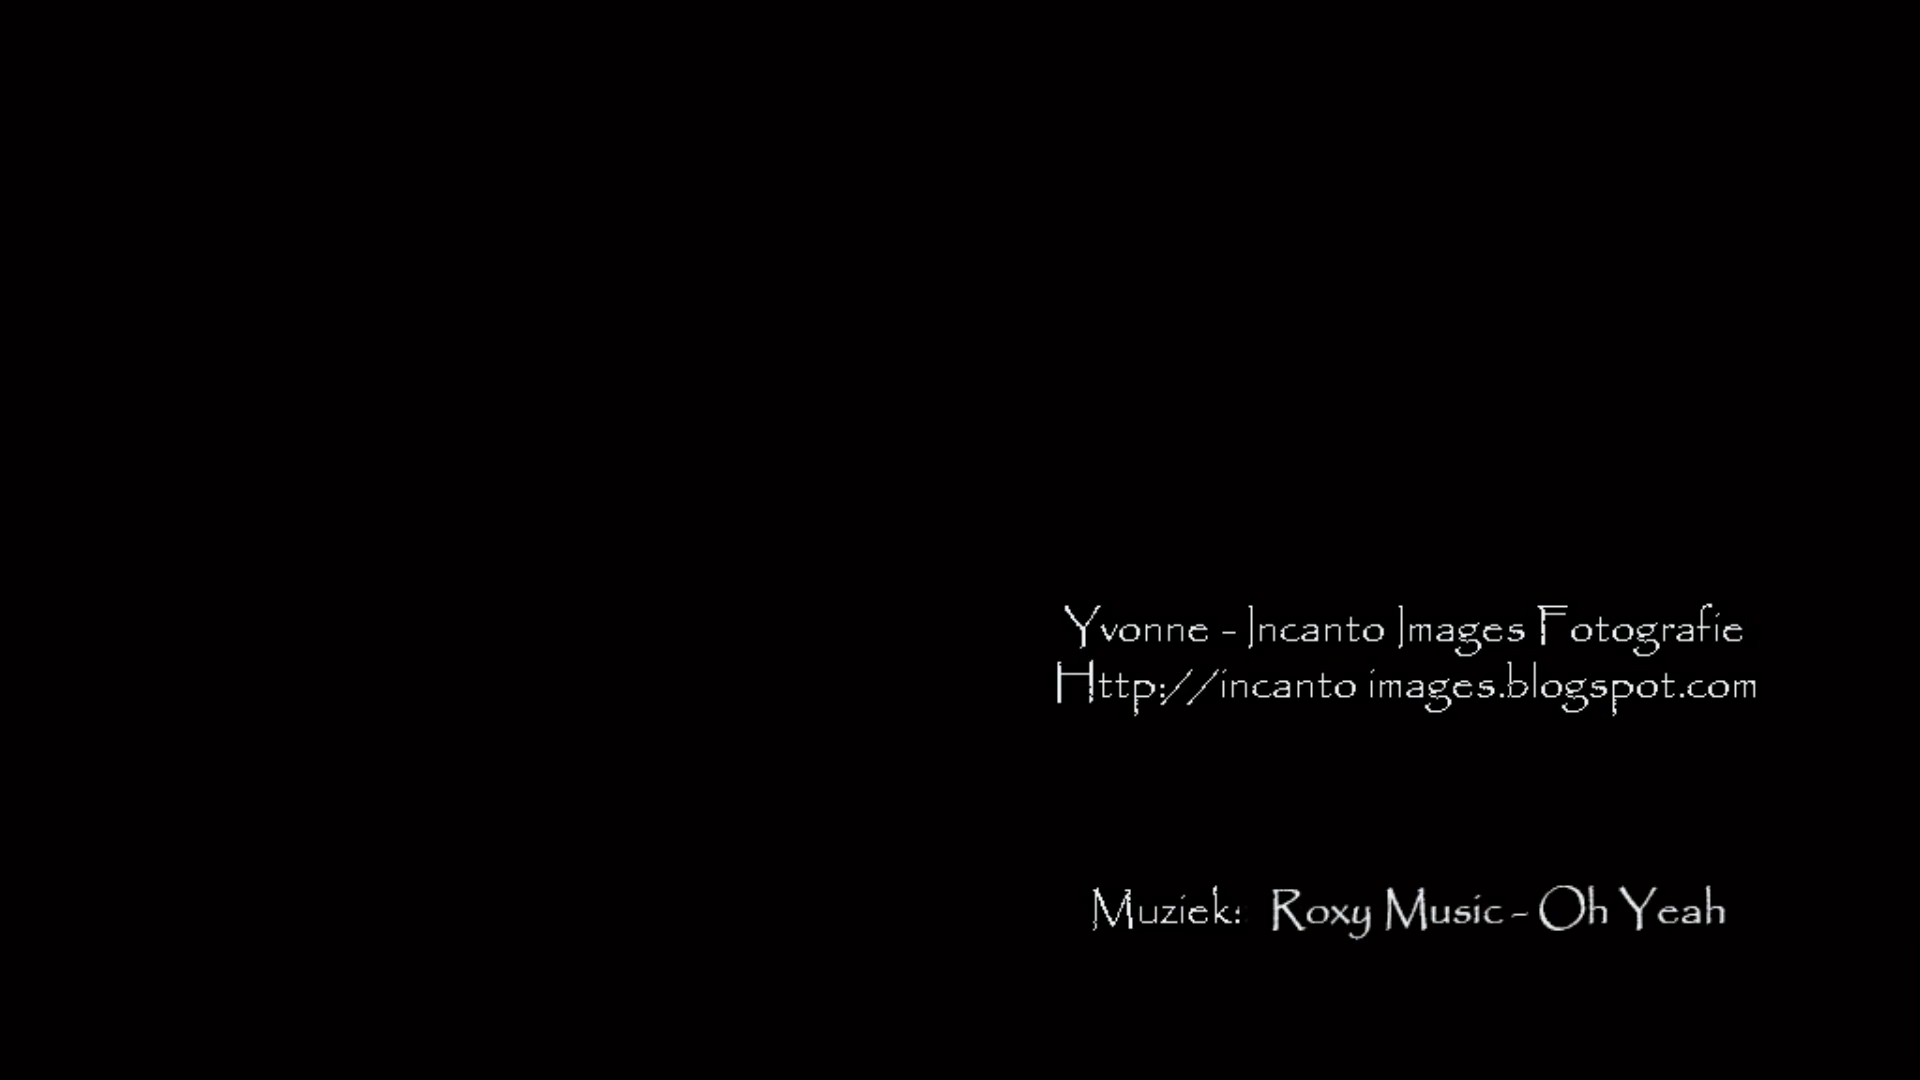 Yvonne - Incanto Images Fotografie
Http://incanto images.blogspot.com
Muziek: Roxy Music - Oh Yeah